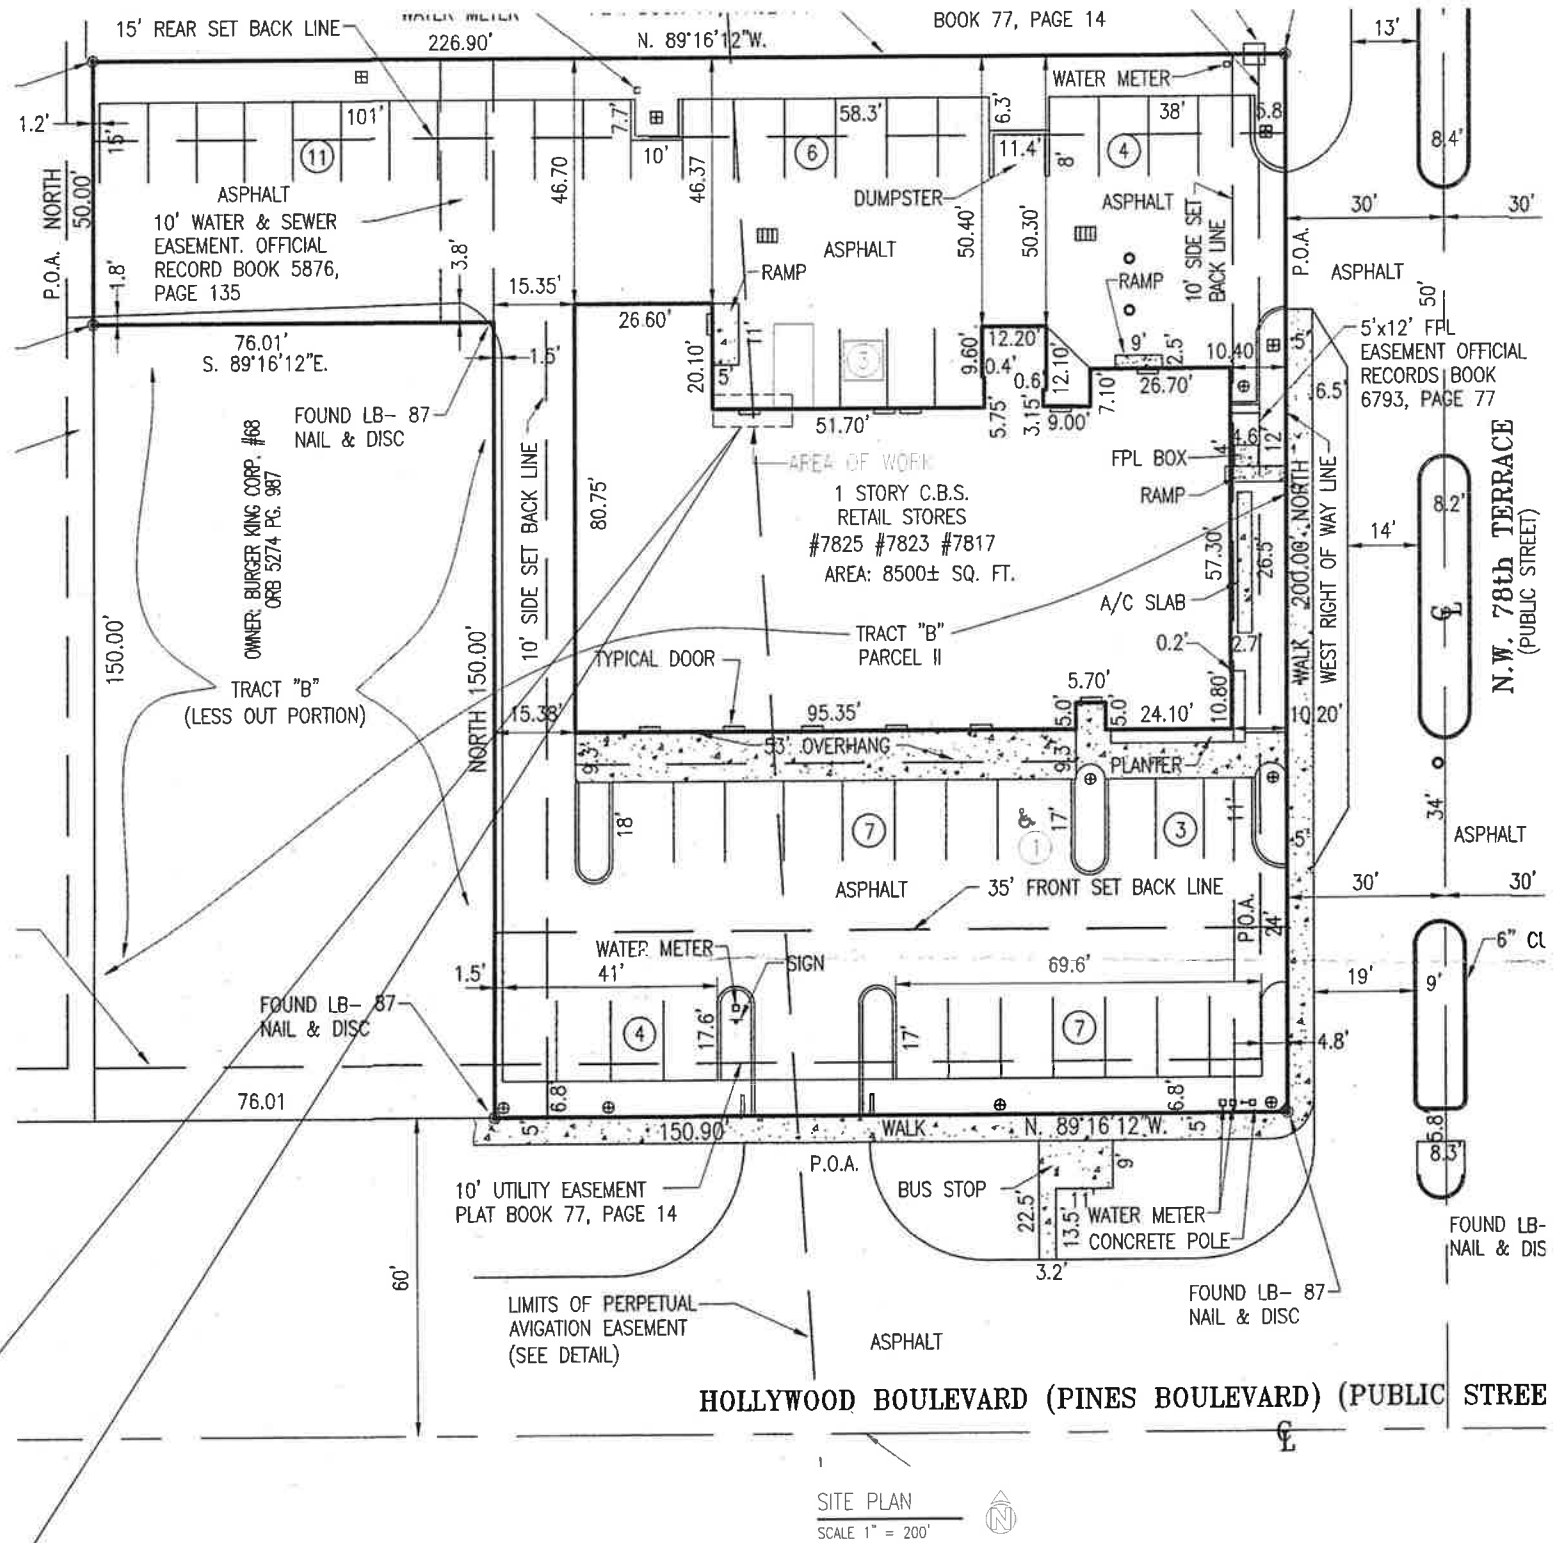 15' REAR SET BACK LINE
WATER METER
226.90'
N. 89°16'12"W.
BOOK 77, PAGE 14
WATER METER
13'
1.2'
15'
101'
11
7.7'
10'
58.3'
6
6.3'
11.4'
8'
38'
4
5.8
8.4'
P.O.A. NORTH
50.00'
ASPHALT
10' WATER & SEWER
EASEMENT. OFFICIAL
RECORD BOOK 5876,
PAGE 135
1.8'
3.8'
46.70
46.37
DUMPSTER
ASPHALT
50.40'
50.30'
ASPHALT
10' SIDE SET
BACK LINE
P.O.A.
30'
30'
ASPHALT
50'
RAMP
RAMP
15.35'
26.60'
11'
5'
20.10'
3
9.60'
12.20'
0.4'
0.6'
12.10'
9'
2.5'
10.40
5'
5'x12' FPL
EASEMENT OFFICIAL
RECORDS BOOK
6793, PAGE 77
76.01'
S. 89°16'12"E.
1.5'
FOUND LB- 87
NAIL & DISC
51.70'
5.75'
3.15'
9.00'
7.10'
26.70'
6.5'
AREA OF WORK
1 STORY C.B.S.
RETAIL STORES
#7825 #7823 #7817
AREA: 8500± SQ. FT.
80.75'
FPL BOX
4'
4.6'
12'
RAMP
57.30'
26.5'
A/C SLAB
0.2'
2.7'
WALK
200.00' NORTH
WEST RIGHT OF WAY LINE
14'
8.2'
N.W. 78th TERRACE
(PUBLIC STREET)
OWNER: BURGER KING CORP. #68
ORB 5274 PG. 987
10' SIDE SET BACK LINE
150.00'
NORTH 150.00'
TRACT "B"
(LESS OUT PORTION)
TRACT "B"
PARCEL II
TYPICAL DOOR
15.38'
95.35'
5.70'
5.0'
5.0'
24.10'
10.80'
10.20'
53' OVERHANG
9.3'
9.3'
PLANTER
18'
7
1
17'
3
11'
5'
34'
ASPHALT
ASPHALT
35' FRONT SET BACK LINE
30'
30'
P.O.A.
24'
WATER METER
SIGN
41'
69.6'
1.5'
FOUND LB- 87
NAIL & DISC
4
17.6'
17'
7
4.8'
19'
9'
6" CU
76.01
6.8'
6.8'
5'
150.90'
WALK
N. 89°16'12"W.
5'
P.O.A.
5.8'
8.3'
10' UTILITY EASEMENT
PLAT BOOK 77, PAGE 14
BUS STOP
9'
11'
22.5'
13.5'
3.2'
WATER METER
CONCRETE POLE
FOUND LB-
NAIL & DIS
60'
LIMITS OF PERPETUAL
AVIGATION EASEMENT
(SEE DETAIL)
ASPHALT
FOUND LB- 87
NAIL & DISC
HOLLYWOOD BOULEVARD (PINES BOULEVARD) (PUBLIC STREE
SITE PLAN
SCALE 1" = 200'
N